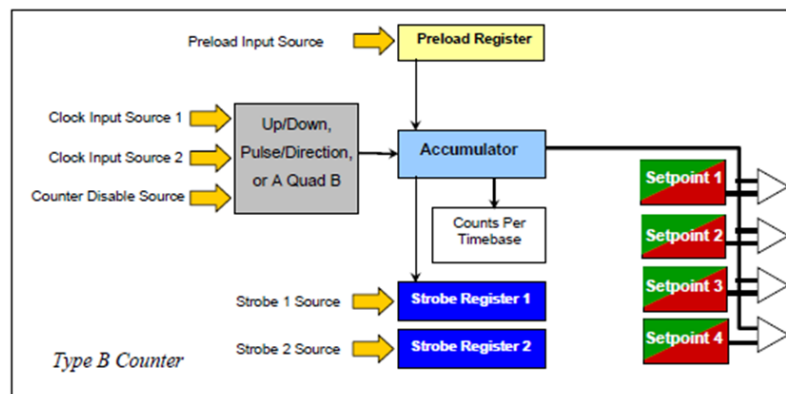 Preload Input Source
Preload Register
Clock Input Source 1
Clock Input Source 2
Counter Disable Source
Up/Down,
Pulse/Direction,
or A Quad B
Accumulator
Counts Per
Timebase
Setpoint 1
Setpoint 2
Setpoint 3
Setpoint 4
Strobe 1 Source
Strobe Register 1
Strobe 2 Source
Strobe Register 2
Type B Counter